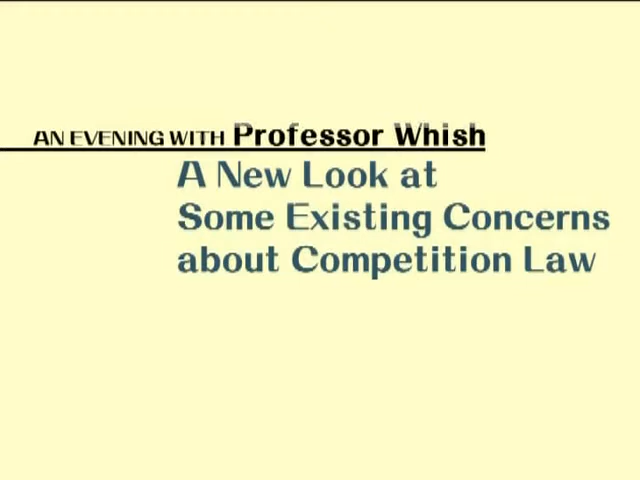 AN EVENING WITH Professor Whish
A New Look at
Some Existing Concerns
about Competition Law